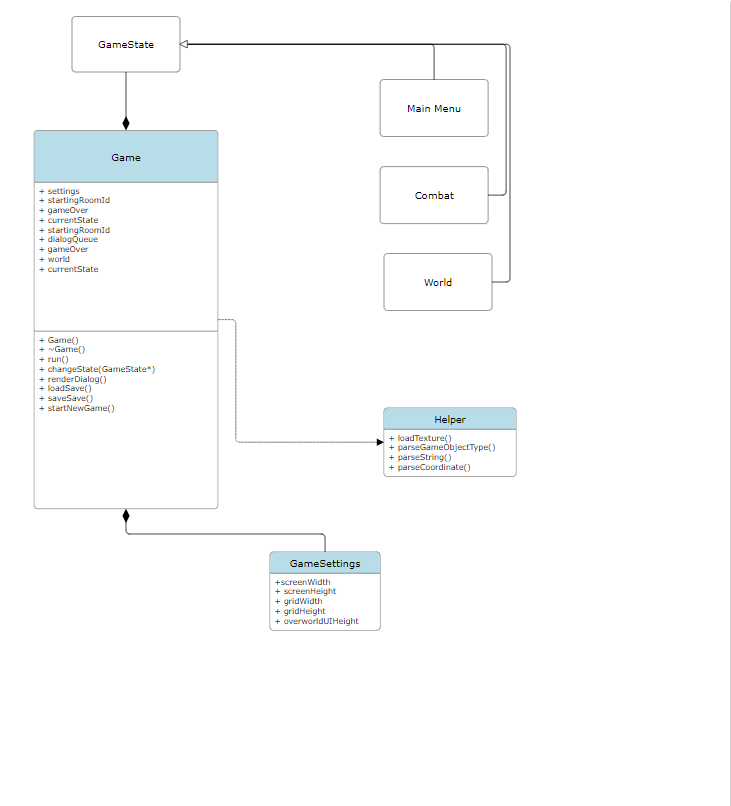 GameState
Main Menu
Game
+ settings
+ startingRoomId
+ gameOver
+ currentState
+ startingRoomId
+ dialogQueue
+ gameOver
+ world
+ currentState
Combat
World
+ Game()
+ ~Game()
+ run()
+ changeState(GameState*)
+ renderDialog()
+ loadSave()
+ saveSave()
+ startNewGame()
Helper
+ loadTexture()
+ parseGameObjectType()
+ parseString()
+ parseCoordinate()
GameSettings
+screenWidth
+ screenHeight
+ gridWidth
+ gridHeight
+ overworldUIHeight